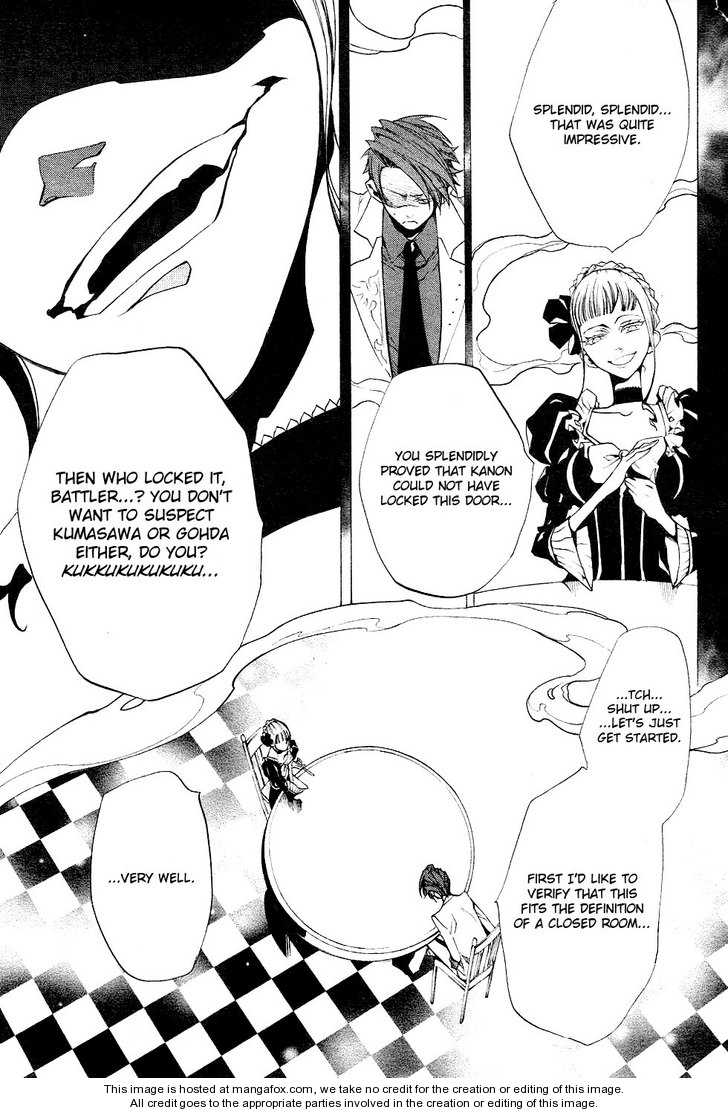 SPLENDID, SPLENDID...
THAT WAS QUITE
IMPRESSIVE.
YOU SPLENDIDLY
PROVED THAT KANON
COULD NOT HAVE
LOCKED THIS DOOR...
THEN WHO LOCKED IT,
BATTLER...? YOU DON'T
WANT TO SUSPECT
KUMASAWA OR GOHDA
EITHER, DO YOU?
KUKKUKUKUKUKU...
...TCH...
SHUT UP...
...LET'S JUST
GET STARTED.
FIRST I'D LIKE TO
VERIFY THAT THIS
FITS THE DEFINITION
OF A CLOSED ROOM...
...VERY WELL.
This image is hosted at mangafox.com, we take no credit for the creation or editing of this image.
All credit goes to the appropriate parties involved in the creation or editing of this image.